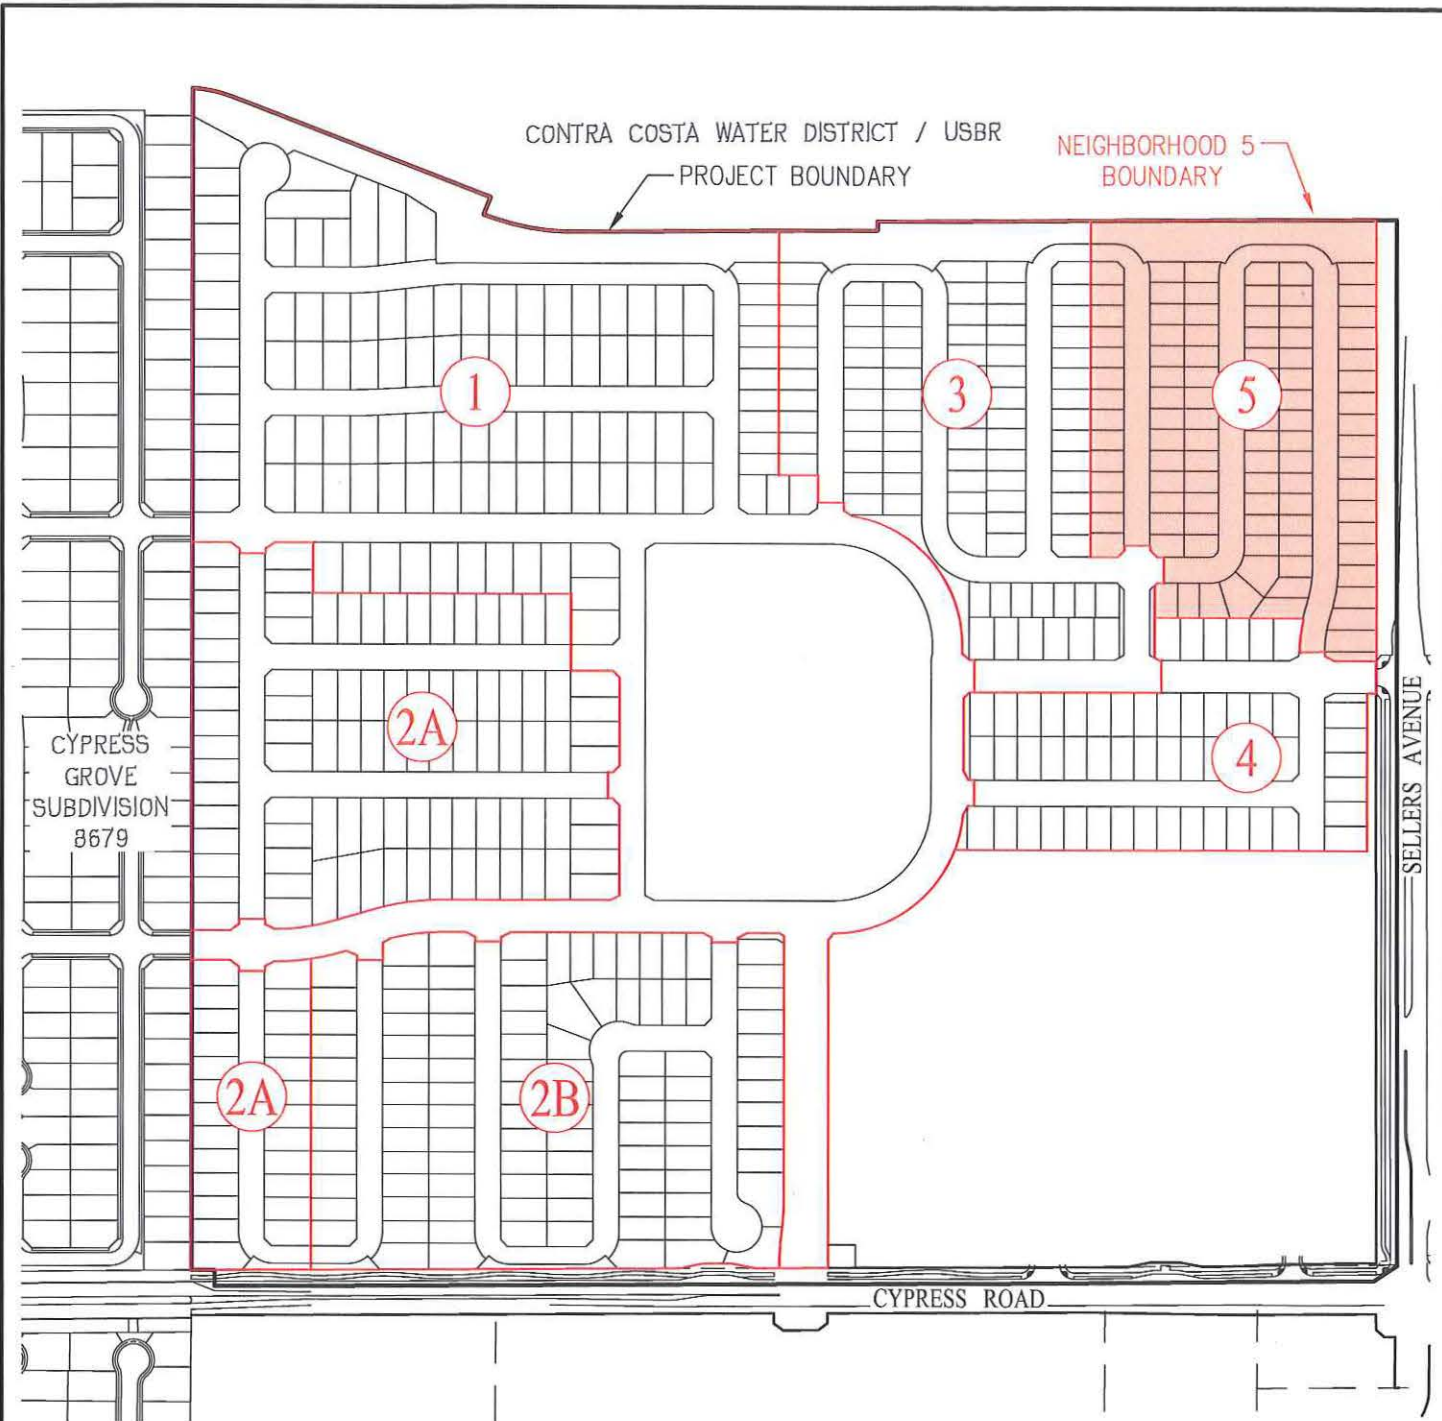 CONTRA COSTA WATER DISTRICT / USBR
PROJECT BOUNDARY
NEIGHBORHOOD 5
BOUNDARY
1
3
5
2A
4
CYPRESS
GROVE
SUBDIVISION
8679
SELLERS AVENUE
2A
2B
CYPRESS ROAD